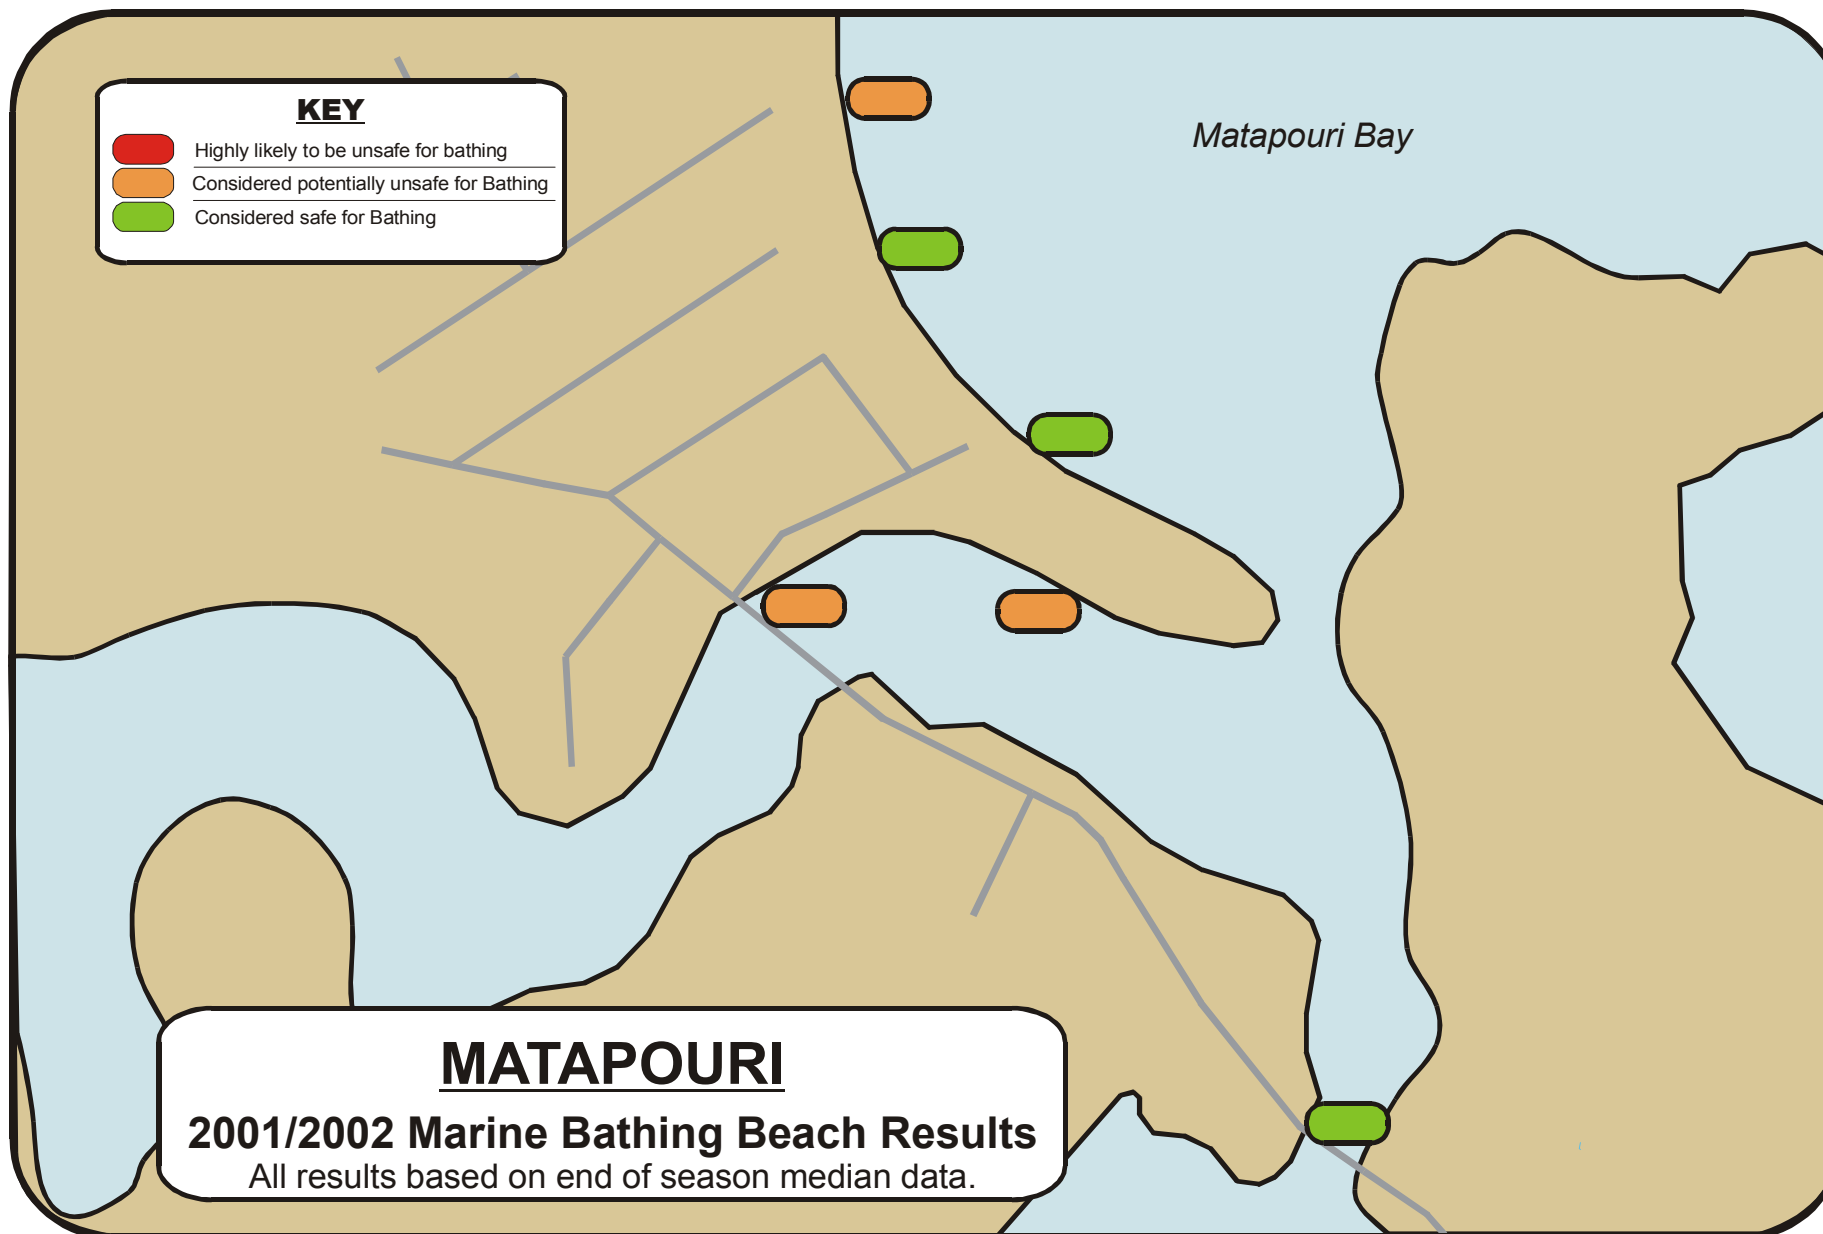 KEY
Highly likely to be unsafe for bathing
Considered potentially unsafe for Bathing
Considered safe for Bathing
Matapouri Bay
MATAPOURI
2001/2002 Marine Bathing Beach Results
All results based on end of season median data.